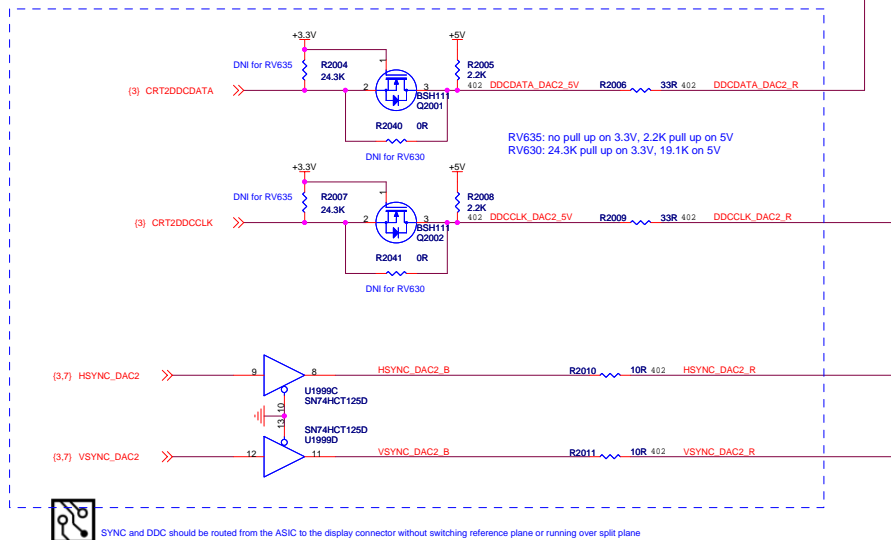 +3.3V
+5V
DNI for RV635
R2004
24.3K
1
R2005
2.2K
{3} CRT2DDCDATA
2
3
402
DDCDATA_DAC2_5V
R2006
33R
402
DDCDATA_DAC2_R
BSH111
Q2001
R2040
0R
DNI for RV630
RV635: no pull up on 3.3V, 2.2K pull up on 5V
RV630: 24.3K pull up on 3.3V, 19.1K on 5V
+3.3V
+5V
DNI for RV635
R2007
24.3K
1
R2008
2.2K
{3} CRT2DDCCLK
2
3
402
DDCCLK_DAC2_5V
R2009
33R
402
DDCCLK_DAC2_R
BSH111
Q2002
R2041
0R
DNI for RV630
{3,7} HSYNC_DAC2
9
8
HSYNC_DAC2_B
R2010
10R
402
HSYNC_DAC2_R
U1999C
SN74HCT125D
10
13
SN74HCT125D
U1999D
{3,7} VSYNC_DAC2
12
11
VSYNC_DAC2_B
R2011
10R
402
VSYNC_DAC2_R
SYNC and DDC should be routed from the ASIC to the display connector without switching reference plane or running over split plane